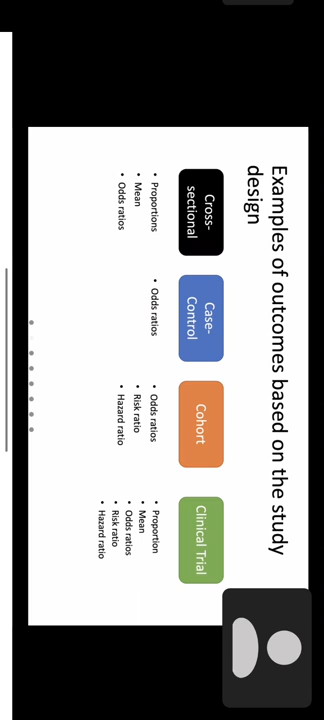 Examples of outcomes based on the study
design
Cross-
sectional
• Proportions
• Mean
• Odds ratios
Case-
Control
• Odds ratios
Cohort
• Odds ratios
• Risk ratio
• Hazard ratio
Clinical Trial
• Proportion
• Mean
• Odds ratios
• Risk ratio
• Hazard ratio